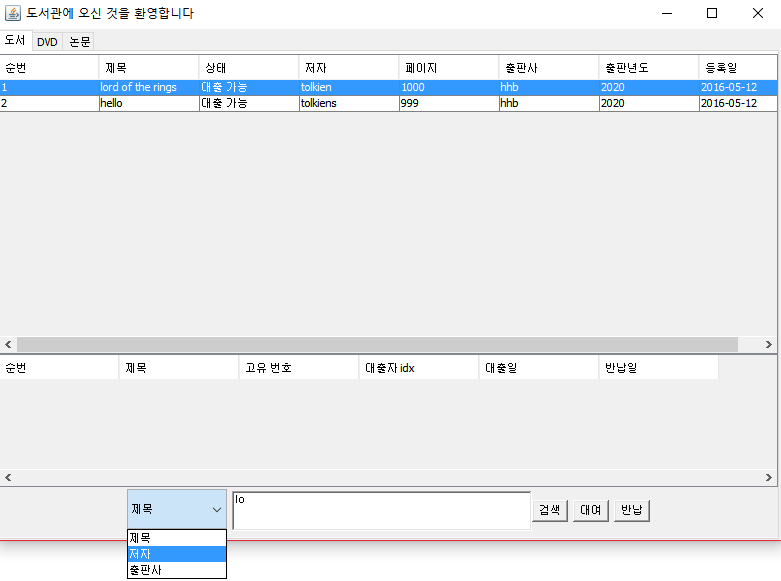 도서관에 오신 것을 환영합니다
도서 DVD 논문
순번 제목 상태 저자 페이지 출판사 출판년도 등록일
1 lord of the rings 대출 가능 tolkien 1000 hhb 2020 2016-05-12
2 hello 대출 가능 tolkiens 999 hhb 2020 2016-05-12
순번 제목 고유 번호 대출자 idx 대출일 반납일
제목 lo 검색 대여 반납
제목
저자
출판사